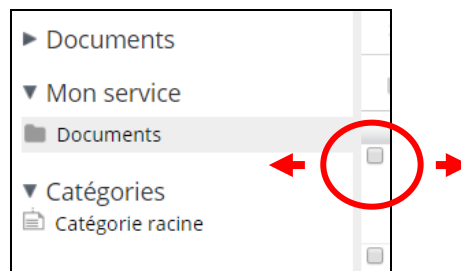 Documents
Mon service
Documents
Catégories
Catégorie racine